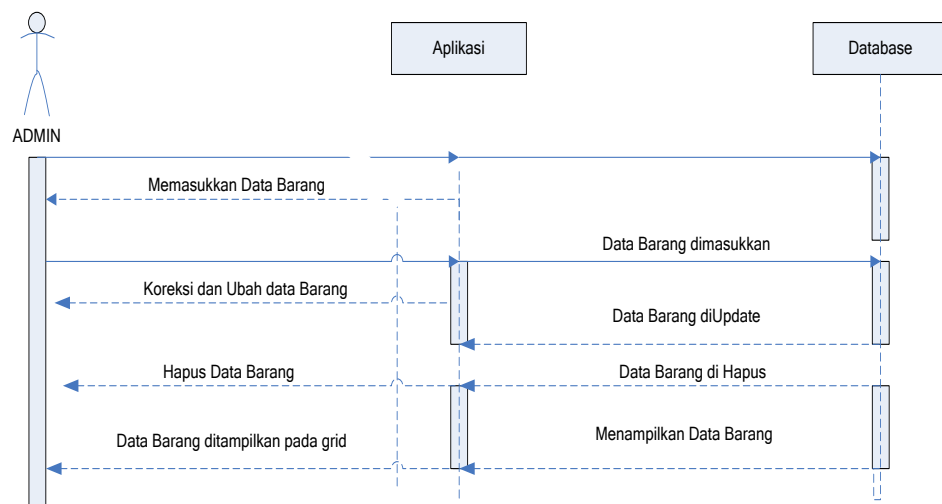 Aplikasi
Database
ADMIN
Memasukkan Data Barang
Data Barang dimasukkan
Koreksi dan Ubah data Barang
Data Barang diUpdate
Hapus Data Barang
Data Barang di Hapus
Data Barang ditampilkan pada grid
Menampilkan Data Barang